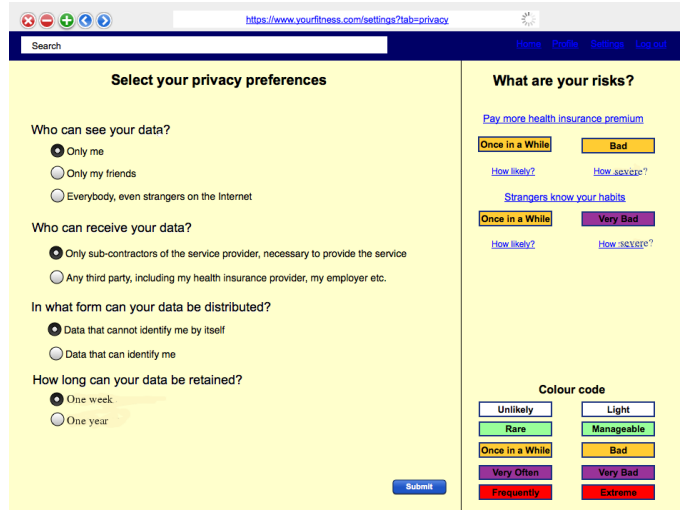 https://www.yourfitness.com/settings?tab=privacy
Search
Home Profile Settings Log out
Select your privacy preferences
Who can see your data?
Only me
Only my friends
Everybody, even strangers on the Internet
Who can receive your data?
Only sub-contractors of the service provider, necessary to provide the service
Any third party, including my health insurance provider, my employer etc.
In what form can your data be distributed?
Data that cannot identify me by itself
Data that can identify me
How long can your data be retained?
One week
One year
Submit
What are your risks?
Pay more health insurance premium
Once in a While Bad
How likely? How severe?
Strangers know your habits
Once in a While Very Bad
How likely? How severe?
Colour code
Unlikely Light
Rare Manageable
Once in a While Bad
Very Often Very Bad
Frequently Extreme